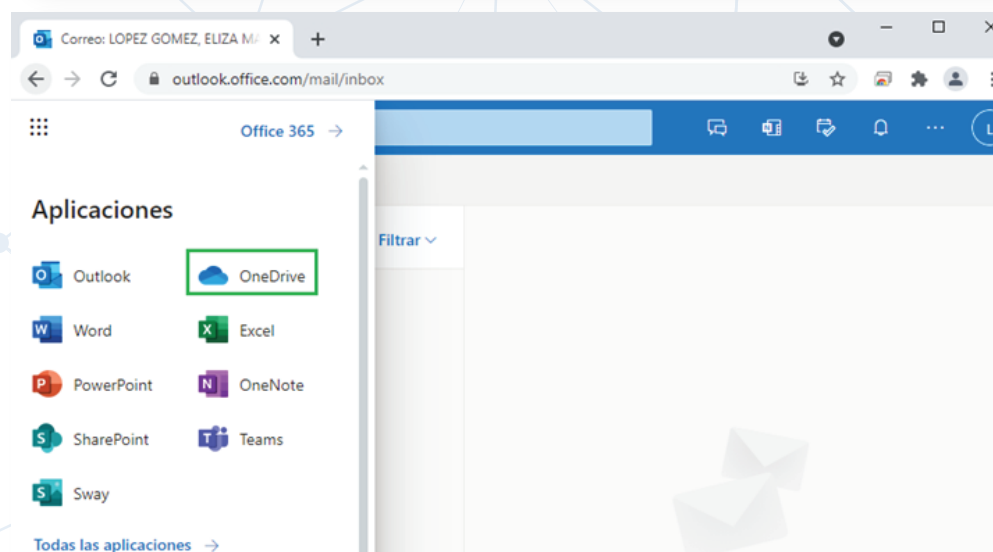 Correo: LOPEZ GOMEZ, ELIZA MA
outlook.office.com/mail/inbox
Office 365
Aplicaciones
Filtrar
Outlook
OneDrive
Word
Excel
PowerPoint
OneNote
SharePoint
Teams
Sway
Todas las aplicaciones